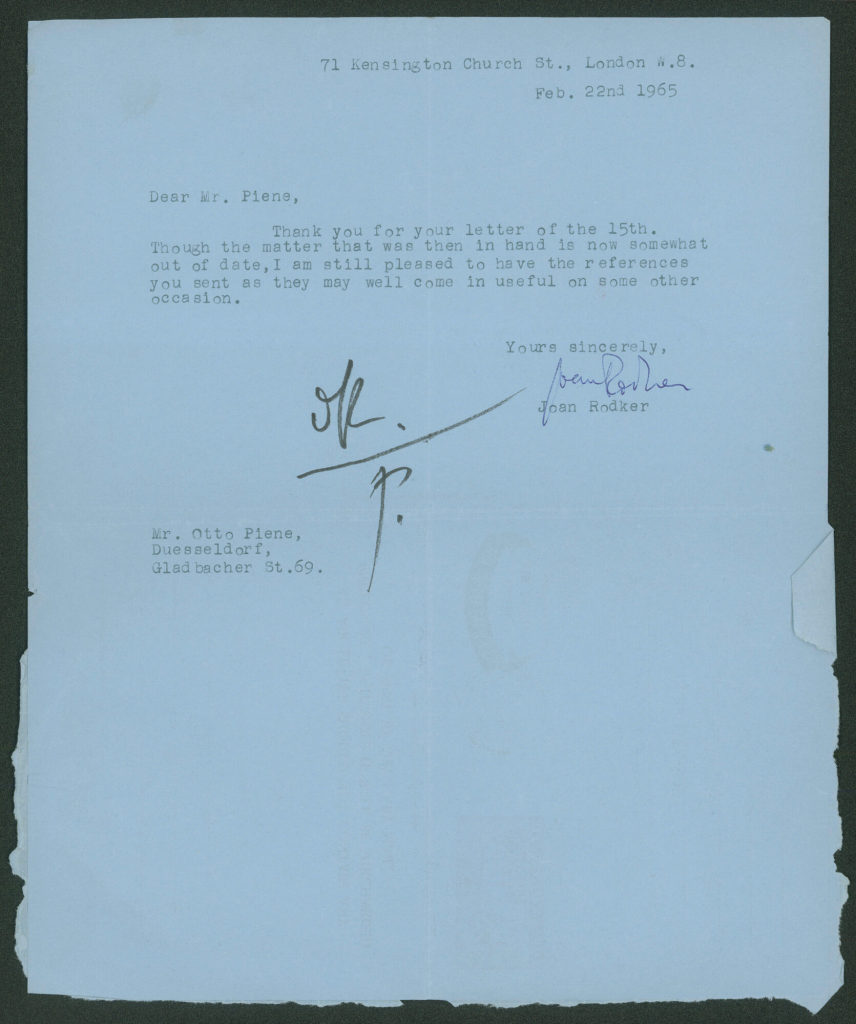 71 Kensington Church St., London W.8.
Feb. 22nd 1965
Dear Mr. Piene,
Thank you for your letter of the 15th.
Though the matter that was then in hand is now somewhat
out of date,I am still pleased to have the references
you sent as they may well come in useful on some other
occasion.
Yours sincerely,
Joan Rodker
Joan Rodker
ok.
P.
Mr. Otto Piene,
Duesseldorf,
Gladbacher St.69.